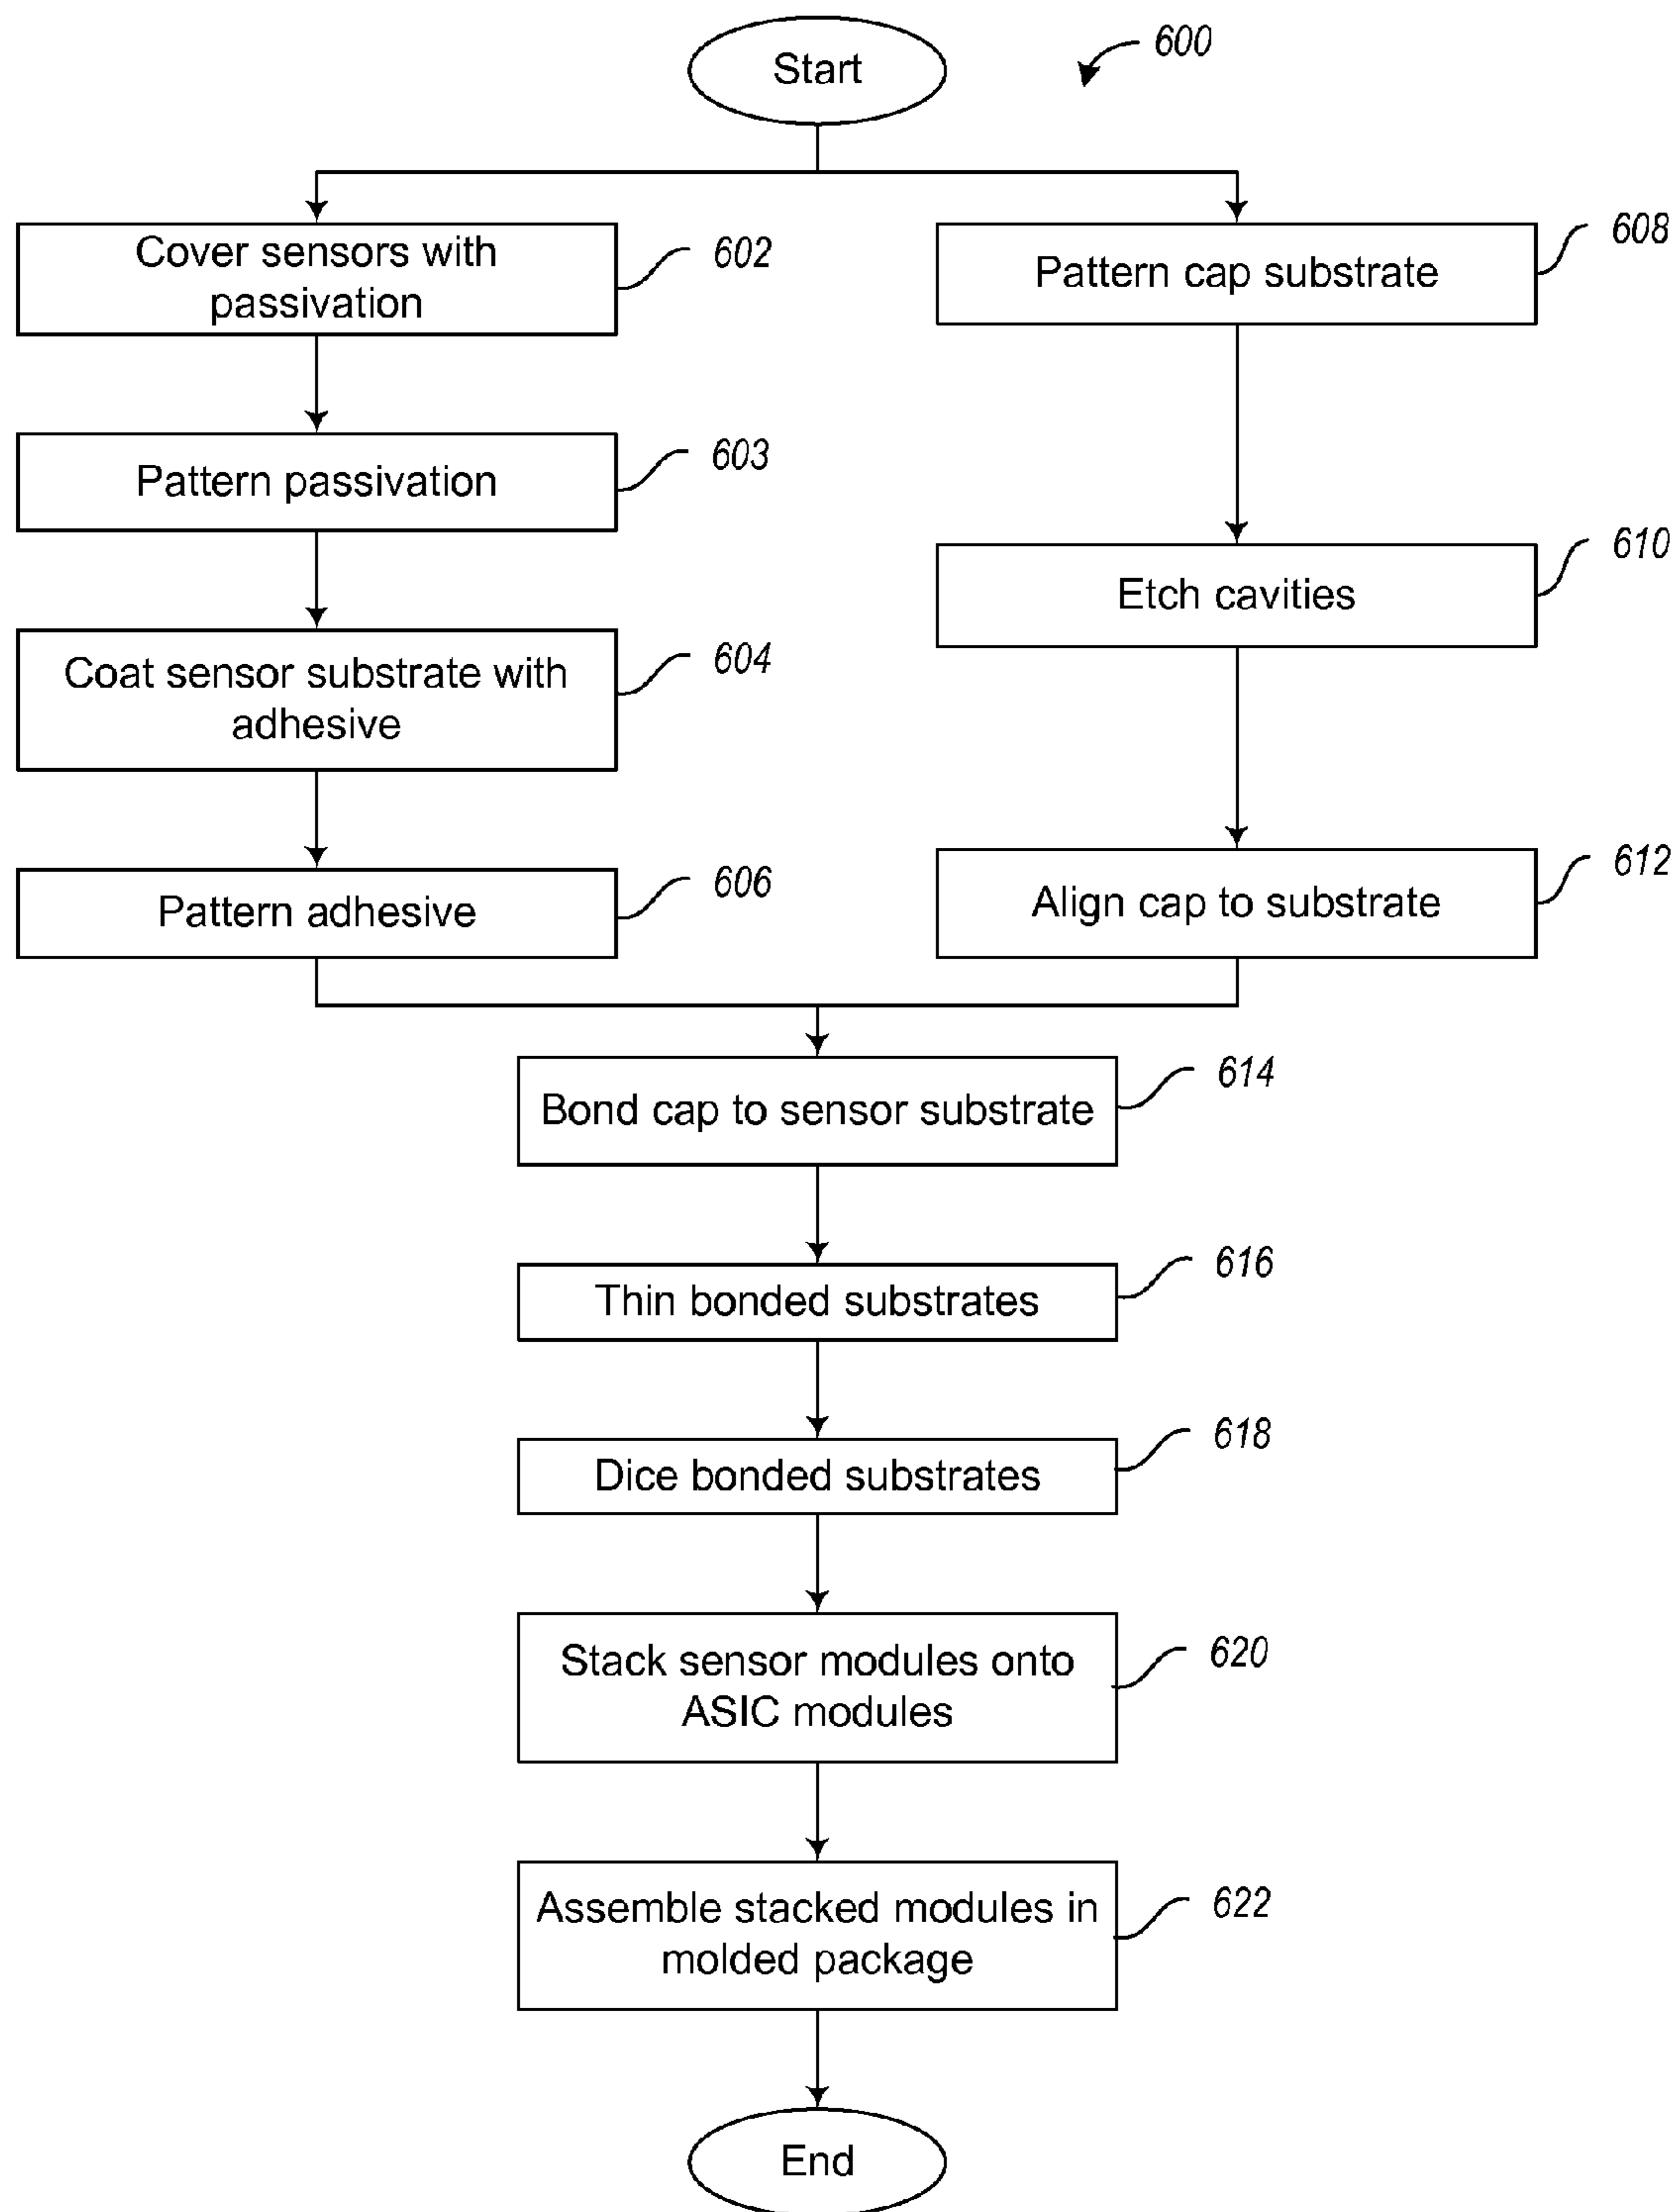 Start
600
Cover sensors with
passivation
602
Pattern passivation
603
Coat sensor substrate with
adhesive
604
Pattern adhesive
606
Pattern cap substrate
608
Etch cavities
610
Align cap to substrate
612
Bond cap to sensor substrate
614
Thin bonded substrates
616
Dice bonded substrates
618
Stack sensor modules onto
ASIC modules
620
Assemble stacked modules in
molded package
622
End